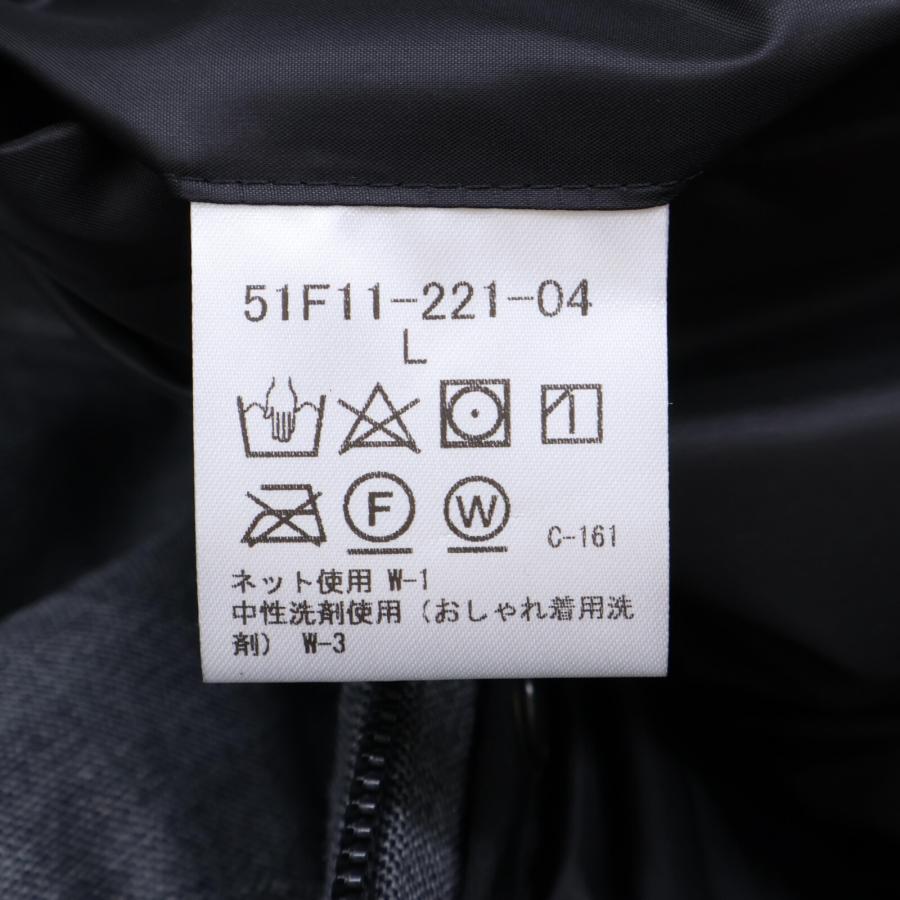 51F11-221-04
L
F W C-161
ネット使用 W-1
中性洗剤使用（おしゃれ着用洗
剤） W-3